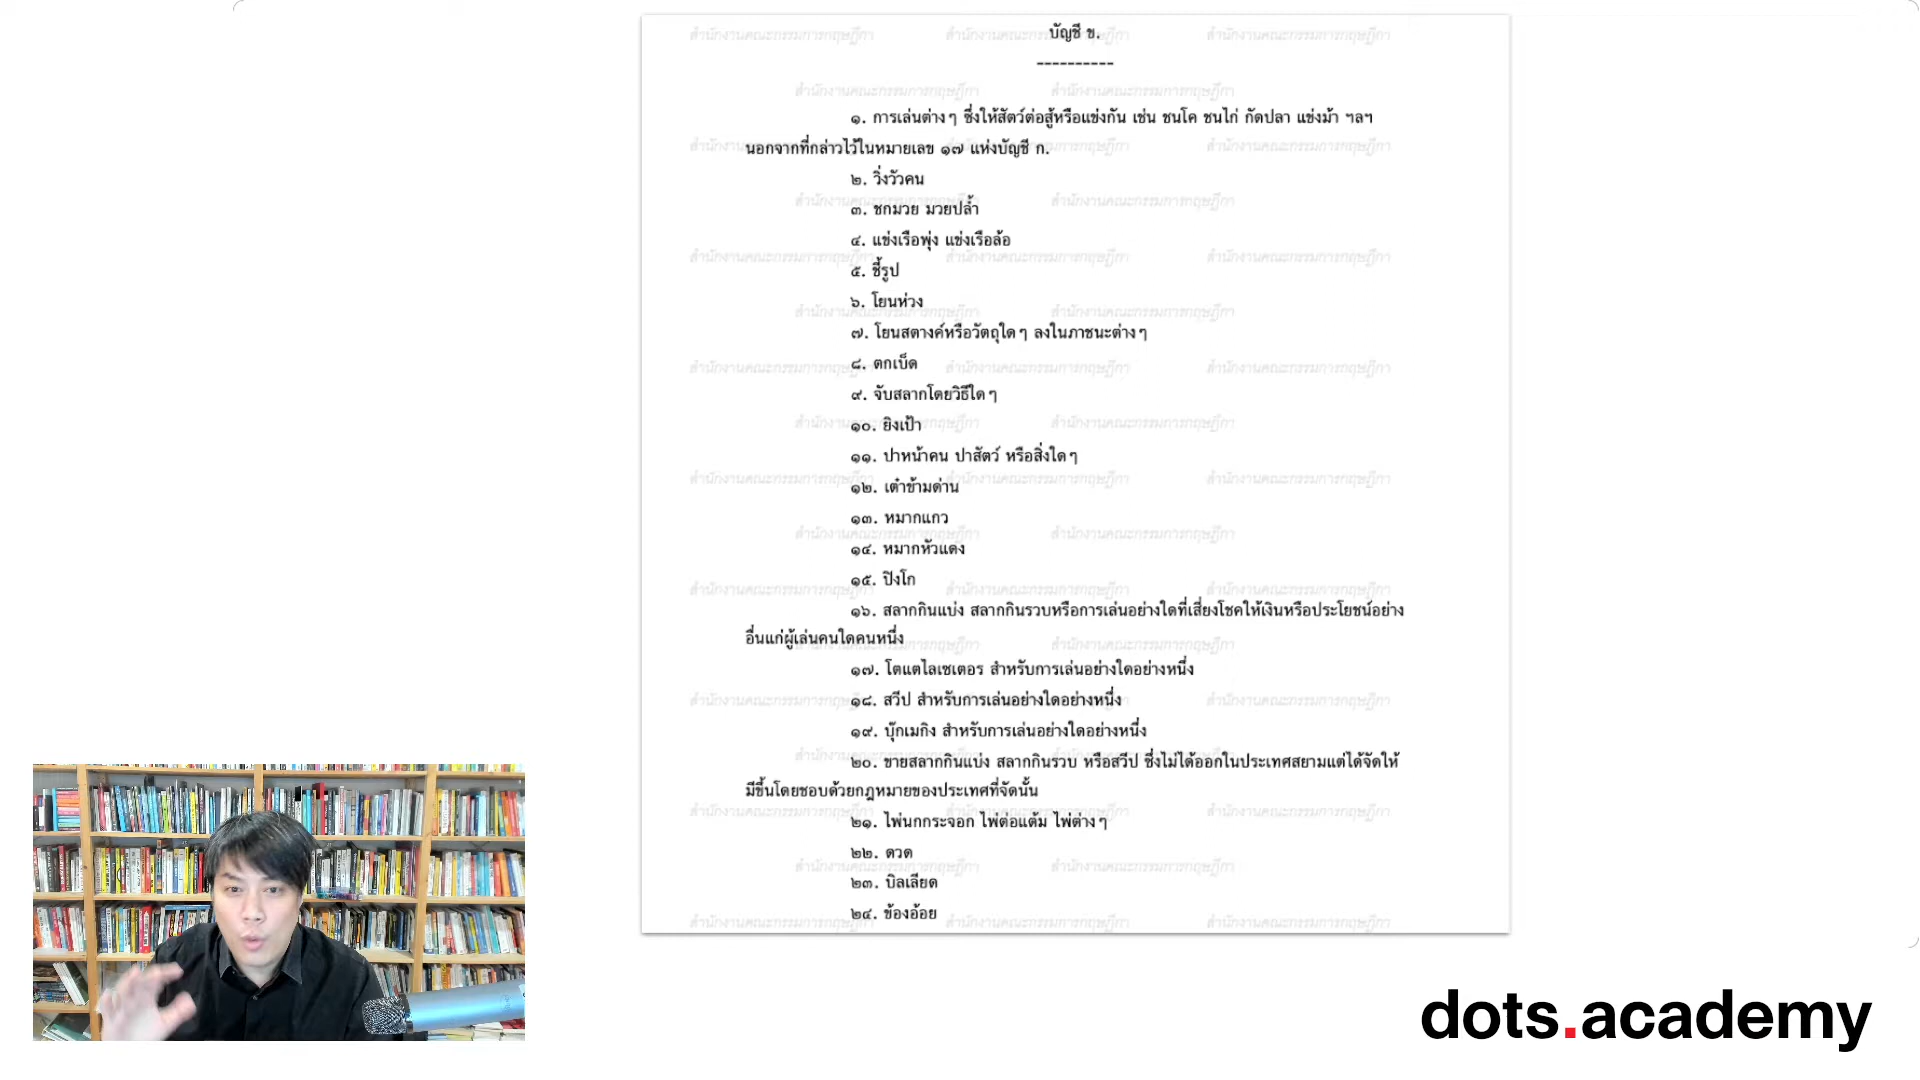 บัญชี ข.
----------
๑. การเล่นต่างๆ ซึ่งให้สัตว์ต่อสู้หรือแข่งกัน เช่น ชนโค ชนไก่ กัดปลา แข่งม้า ฯลฯ
นอกจากที่กล่าวไว้ในหมายเลข ๑๗ แห่งบัญชี ก.
๒. วิ่งวัวคน
๓. ชกมวย มวยปล้ำ
๔. แข่งเรือพุ่ง แข่งเรือล้อ
๕. ชี้รูป
๖. โยนห่วง
๗. โยนสตางค์หรือวัตถุใดๆ ลงในภาชนะต่างๆ
๘. ตกเบ็ด
๙. จับสลากโดยวิธีใดๆ
๑๐. ยิงเป้า
๑๑. ปาหน้าคน ปาสัตว์ หรือสิ่งใดๆ
๑๒. เต๋าข้ามด่าน
๑๓. หมากแกว
๑๔. หมากหัวแดง
๑๕. ปิงโก
๑๖. สลากกินแบ่ง สลากกินรวบหรือการเล่นอย่างใดที่เสี่ยงโชคให้เงินหรือประโยชน์อย่าง
อื่นแก่ผู้เล่นคนใดคนหนึ่ง
๑๗. โตแตไลเซเตอร สำหรับการเล่นอย่างใดอย่างหนึ่ง
๑๘. สวีป สำหรับการเล่นอย่างใดอย่างหนึ่ง
๑๙. บุ๊กเมกิง สำหรับการเล่นอย่างใดอย่างหนึ่ง
๒๐. ขายสลากกินแบ่ง สลากกินรวบ หรือสวีป ซึ่งไม่ได้ออกในประเทศสยามแต่ได้จัดให้
มีขึ้นโดยชอบด้วยกฎหมายของประเทศที่จัดนั้น
๒๑. ไพ่นกกระจอก ไพ่ต่อแต้ม ไพ่ต่างๆ
๒๒. ดวด
๒๓. บิลเลียด
๒๔. ข้องอ้อย
สำนักงานคณะกรรมการกฤษฎีกา
dots.academy